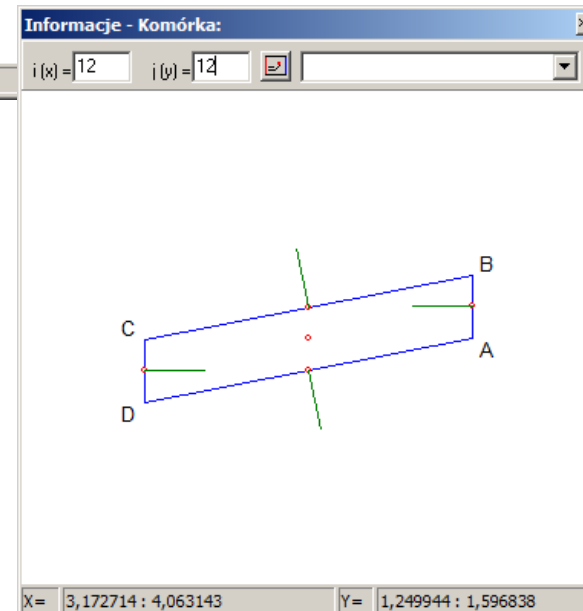 Informacje - Komórka:
i (x) = 12 j (y) = 12
B
C
A
D
X= 3,172714 : 4,063143 Y= 1,249944 : 1,596838